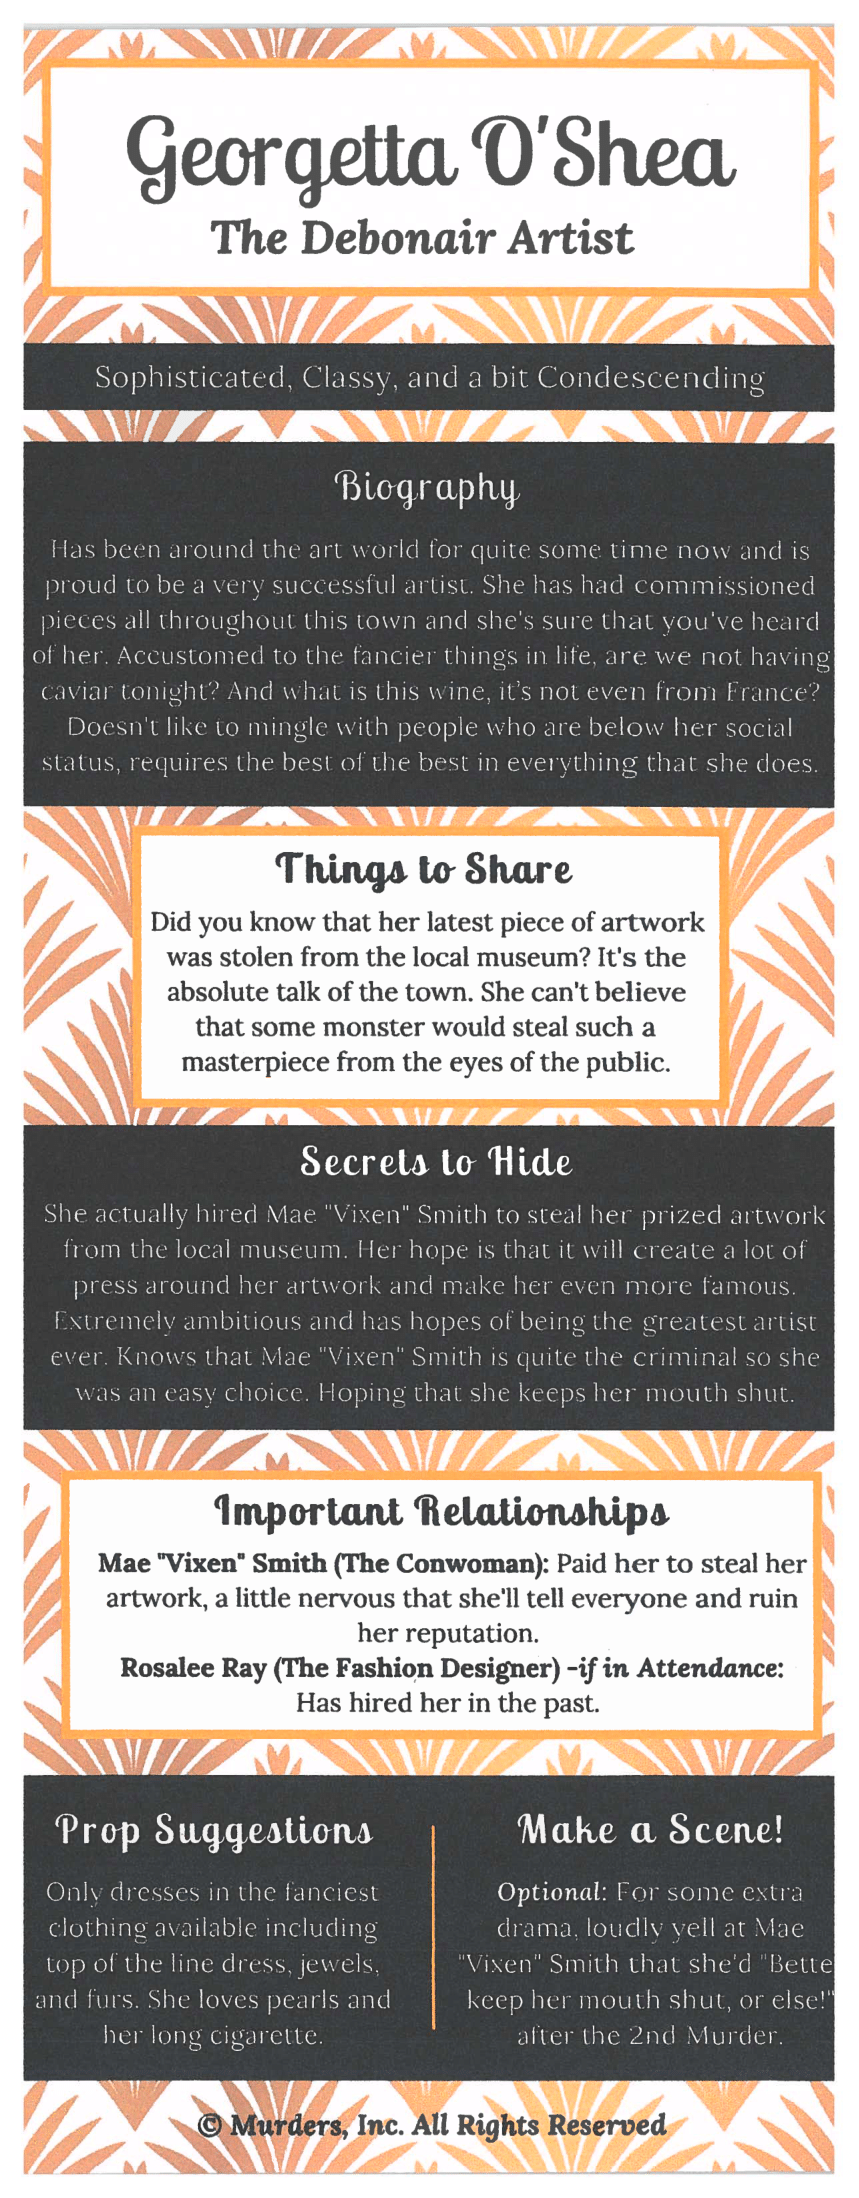 Georgetta O'Shea
The Debonair Artist
Sophisticated, Classy, and a bit Condescending
Biography
Has been around the art world for quite some time now and is
proud to be a very successful artist. She has had commissioned
pieces all throughout this town and she's sure that you've heard
of her. Accustomed to the fancier things in life, are we not having
caviar tonight? And what is this wine, it's not even from France?
Doesn't like to mingle with people who are below her social
status, requires the best of the best in everything that she does.
Things to Share
Did you know that her latest piece of artwork
was stolen from the local museum? It's the
absolute talk of the town. She can't believe
that some monster would steal such a
masterpiece from the eyes of the public.
Secrets to Hide
She actually hired Mae "Vixen" Smith to steal her prized artwork
from the local museum. Her hope is that it will create a lot of
press around her artwork and make her even more famous.
Extremely ambitious and has hopes of being the greatest artist
ever. Knows that Mae "Vixen" Smith is quite the criminal so she
was an easy choice. Hoping that she keeps her mouth shut.
Important Relationships
Mae "Vixen" Smith (The Conwoman): Paid her to steal her
artwork, a little nervous that she'll tell everyone and ruin
her reputation.
Rosalee Ray (The Fashion Designer) -if in Attendance:
Has hired her in the past.
Prop Suggestions
Only dresses in the fanciest
clothing available including
top of the line dress, jewels,
and furs. She loves pearls and
her long cigarette.
Make a Scene!
Optional: For some extra
drama, loudly yell at Mae
"Vixen" Smith that she'd "Bette
keep her mouth shut, or else!"
after the 2nd Murder.
© Murders, Inc. All Rights Reserved